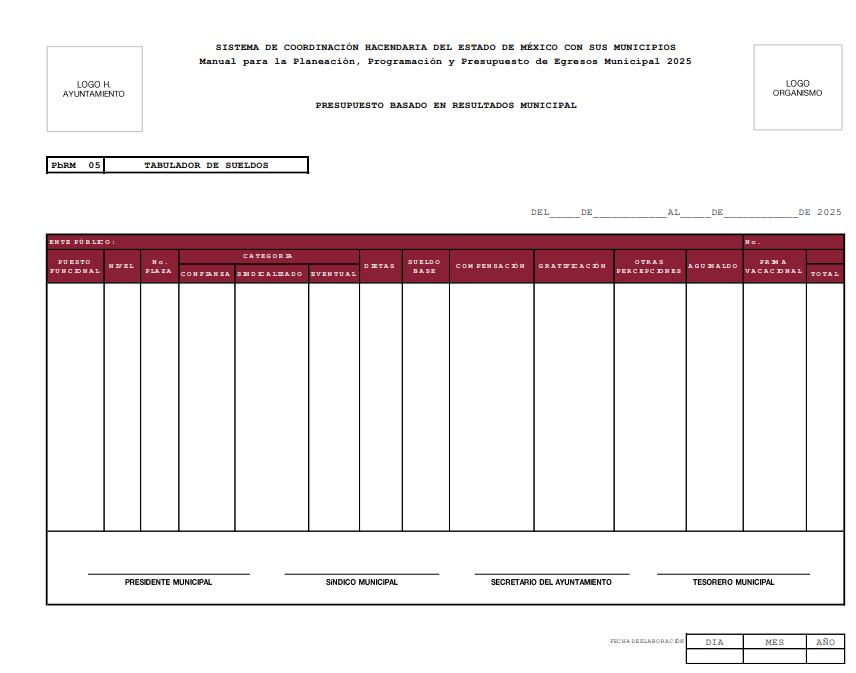 SISTEMA DE COORDINACIÓN HACENDARIA DEL ESTADO DE MÉXICO CON SUS MUNICIPIOS
Manual para la Planeación, Programación y Presupuesto de Egresos Municipal 2025
LOGO H.
AYUNTAMIENTO
LOGO
ORGANISMO
PRESUPUESTO BASADO EN RESULTADOS MUNICIPAL
PbRM 05 TABULADOR DE SUELDOS
DEL_____DE____________AL_____DE____________DE 2025
ENTE PÚBLICO: No.
PUESTO FUNCIONAL
NIVEL
No. PLAZA
CATEGORIA
CONFIANZA SINDICALIZADO EVENTUAL
DIETAS
SUELDO BASE
COMPENSACIÓN
GRATIFICACIÓN
OTRAS PERCEPCIONES
AGUINALDO
PRIMA VACACIONAL
TOTAL
PRESIDENTE MUNICIPAL SíNDICO MUNICIPAL SECRETARIO DEL AYUNTAMIENTO TESORERO MUNICIPAL
FECHA DE ELABORACIÓN DIA MES AÑO